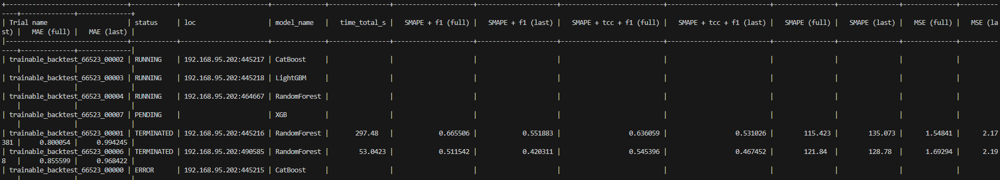 +------------------------------+-----------+----------------------+--------------+---------------+--------------------+--------------------+--------------------------+--------------------------+---------------+---------------+-------------+---------
----+-------------+-------------+
| Trial name | status | loc | model_name | time_total_s | SMAPE + f1 (full) | SMAPE + f1 (last) | SMAPE + tcc + f1 (full) | SMAPE + tcc + f1 (last) | SMAPE (full) | SMAPE (last) | MSE (full) | MSE (la
st) | MAE (full) | MAE (last) |
|------------------------------+-----------+----------------------+--------------+---------------+--------------------+--------------------+--------------------------+--------------------------+---------------+---------------+-------------+---------
----+-------------+-------------|
| trainable_backtest_66523_00002 | RUNNING | 192.168.95.202:445217 | CatBoost | | | | | | | | |
| | |
| trainable_backtest_66523_00003 | RUNNING | 192.168.95.202:445218 | LightGBM | | | | | | | | |
| | |
| trainable_backtest_66523_00004 | RUNNING | 192.168.95.202:464667 | RandomForest | | | | | | | | |
| | |
| trainable_backtest_66523_00007 | PENDING | | XGB | | | | | | | | |
| | |
| trainable_backtest_66523_00001 | TERMINATED | 192.168.95.202:445216 | RandomForest | 297.48 | 0.665506 | 0.551883 | 0.636059 | 0.531026 | 115.423 | 135.073 | 1.54841 | 2.17
381 | 0.800054 | 0.994245 |
| trainable_backtest_66523_00006 | TERMINATED | 192.168.95.202:490585 | RandomForest | 53.0423 | 0.511542 | 0.420311 | 0.545396 | 0.467452 | 121.84 | 128.78 | 1.69294 | 2.19
8 | 0.855599 | 0.968422 |
| trainable_backtest_66523_00000 | ERROR | 192.168.95.202:445215 | CatBoost | | | | | | | | |
| | |